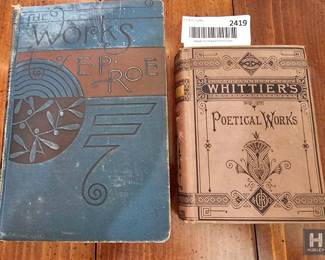 THE
WORKS
E.P. ROE
2419
WHITTIER'S
POETICAL WORKS
H